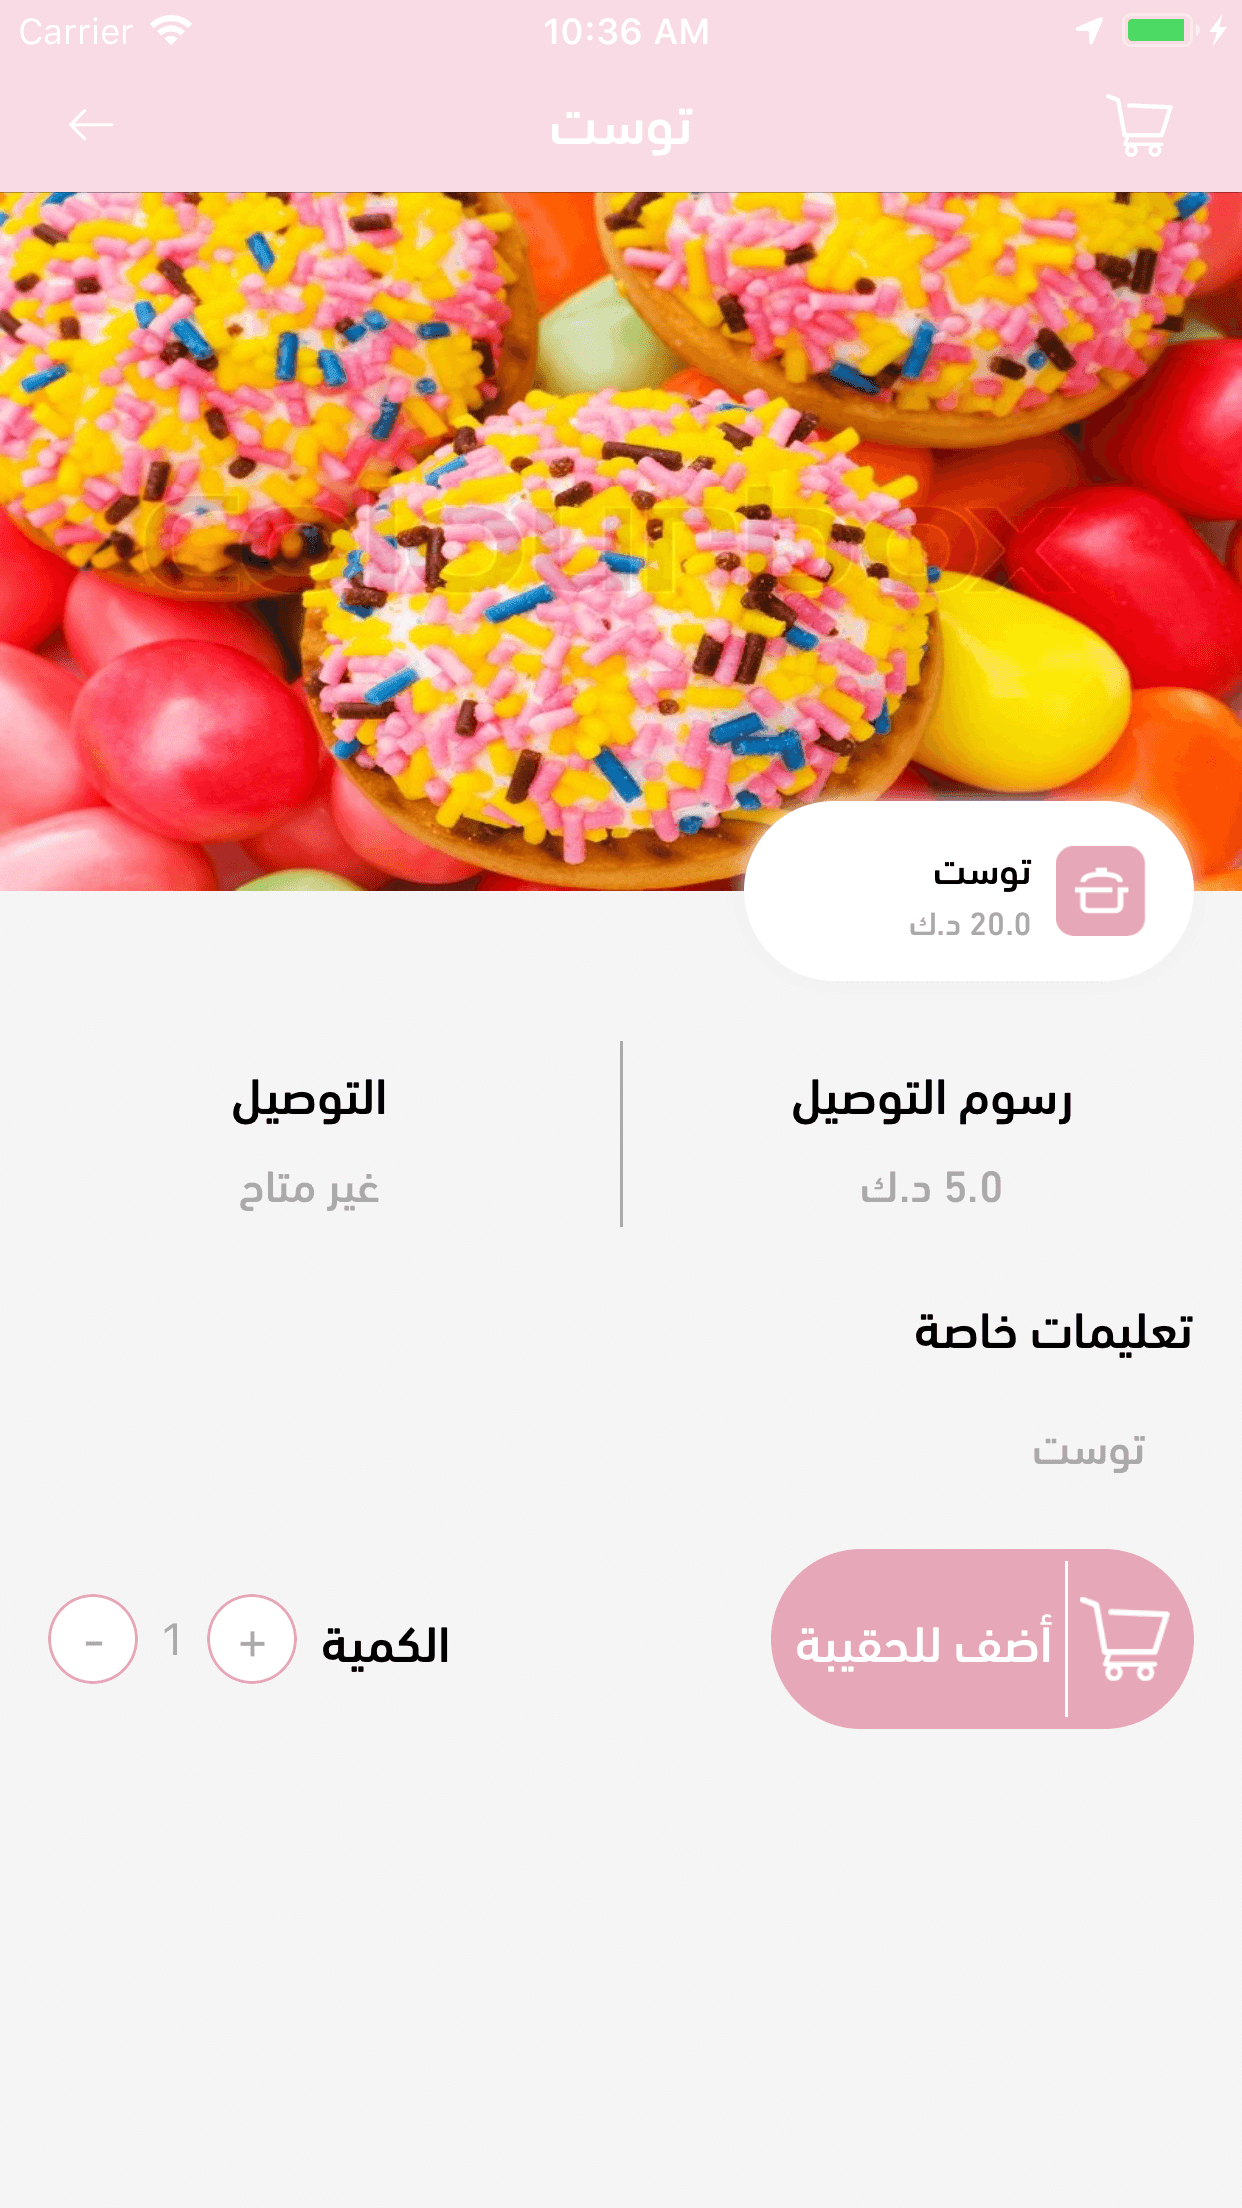 Carrier 10:36 AM
توست
colourbox
توست
20.0 د.ك
رسوم التوصيل
5.0 د.ك
التوصيل
غير متاح
تعليمات خاصة
توست
أضف للحقيبة
الكمية + 1 -